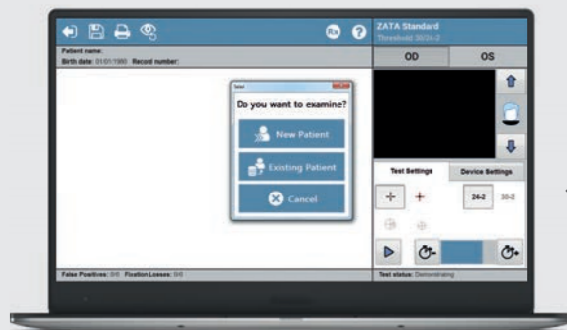 Rx ?
ZATA Standard
Patient name:
Birth date: 01/01/1980 Record number:
OD OS
Do you want to examine?
New Patient
Existing Patient
Cancel
Test Settings Device Settings
24-2 30-2
False Positives: 0/0 Fixation Losses: 0/0
Test status: Demonstrating